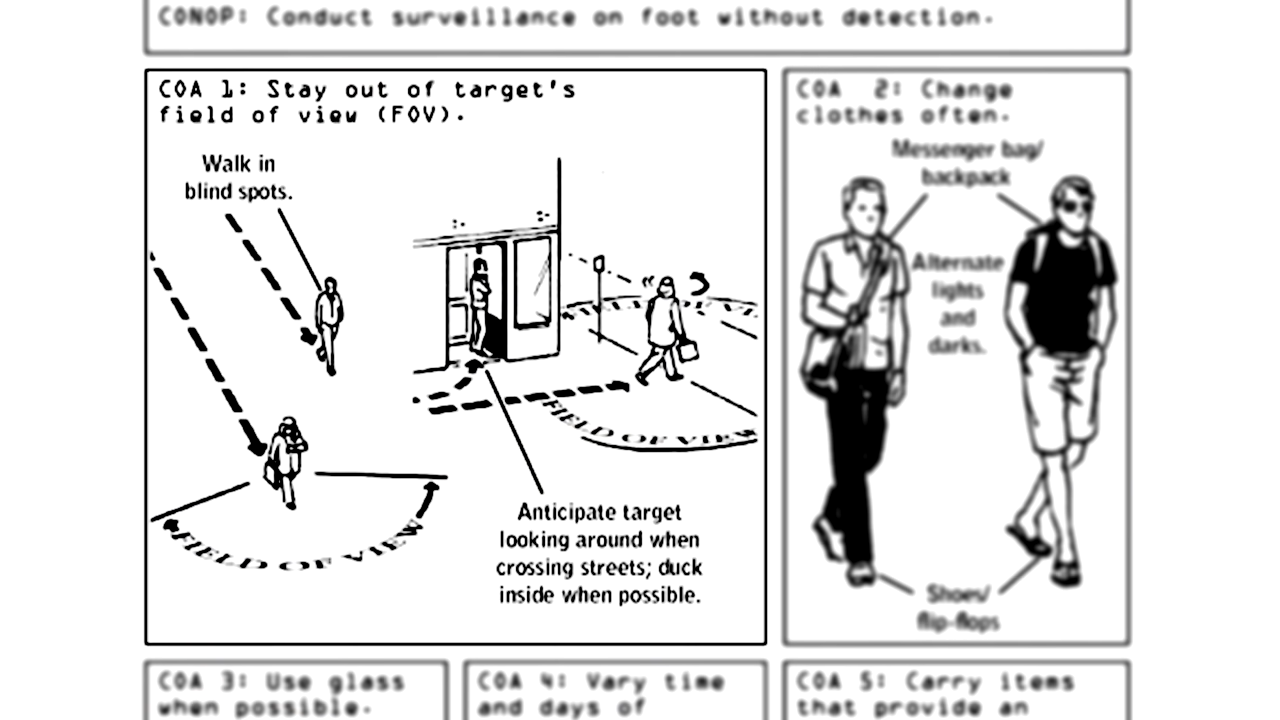 CONOP: Conduct surveillance on foot without detection.
COA 1: Stay out of target's
field of view (FOV).
Walk in
blind spots.
FIELD OF VIEW
FIELD OF VIEW
FIELD OF VIEW
Anticipate target
looking around when
crossing streets; duck
inside when possible.
COA 2: Change
clothes often.
Messenger bag/
backpack
Alternate
lights
and
darks.
Shoes/
flip-flops
COA 3: Use glass
when possible.
COA 4: Vary time
and days of
COA 5: Carry items
that provide an